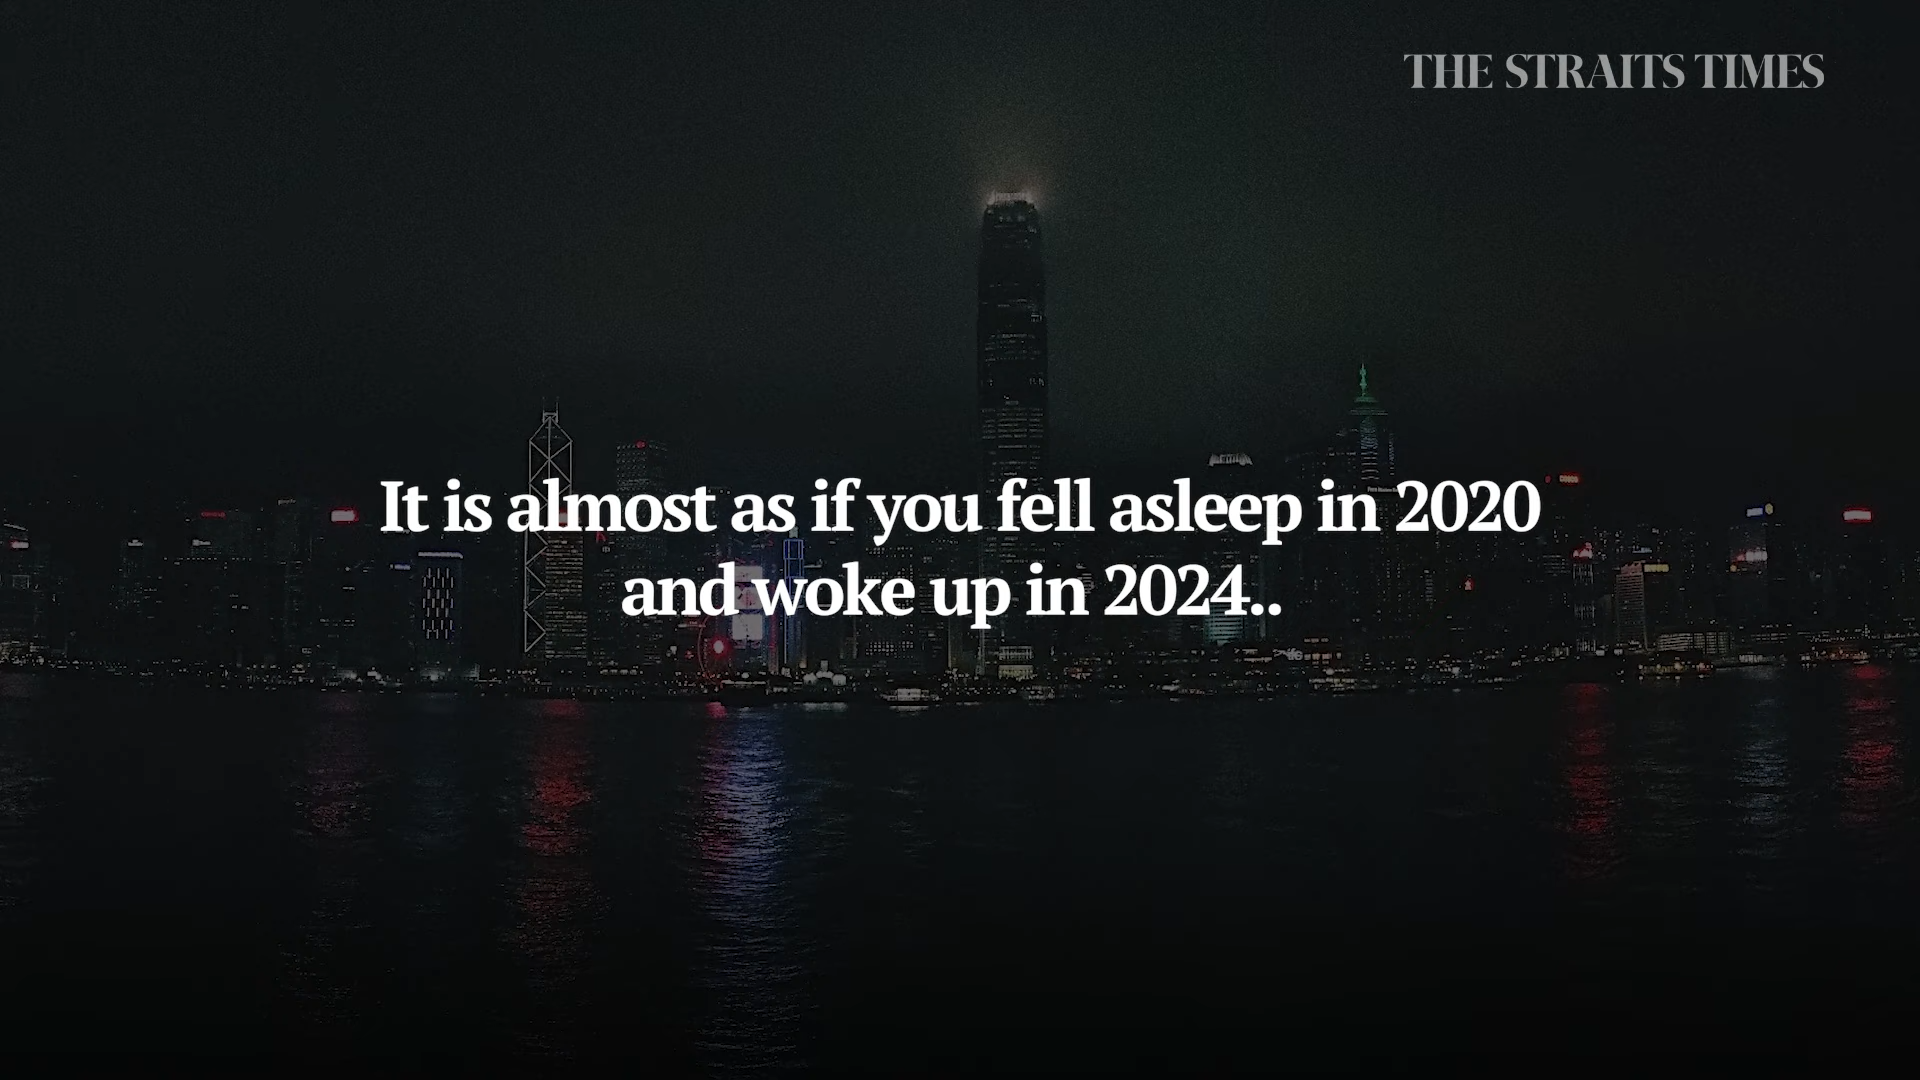 THE STRAITS TIMES
It is almost as if you fell asleep in 2020
and woke up in 2024..